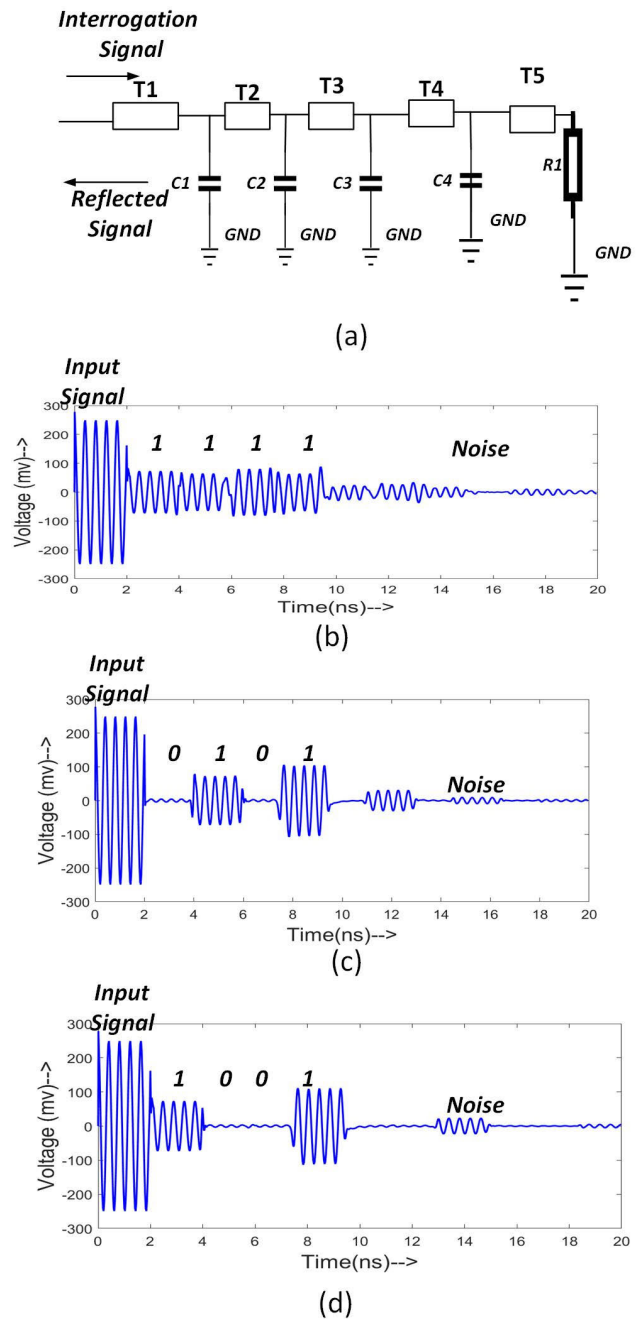 Interrogation
Signal
T1
T2
T3
T4
T5
C1
C2
C3
C4
R1
Reflected
Signal
GND
GND
GND
GND
GND
(a)
Input
Signal
1 1 1 1
Noise
300
200
100
0
-100
-200
-300
Voltage (mv)-->
0 2 4 6 8 10 12 14 16 18 20
Time(ns)-->
(b)
Input
Signal
0 1 0 1
Noise
300
200
100
0
-100
-200
-300
Voltage (mv)-->
0 2 4 6 8 10 12 14 16 18 20
Time(ns)-->
(c)
Input
Signal
1 0 0 1
Noise
300
200
100
0
-100
-200
-300
Voltage (mv)-->
0 2 4 6 8 10 12 14 16 18 20
Time(ns)-->
(d)